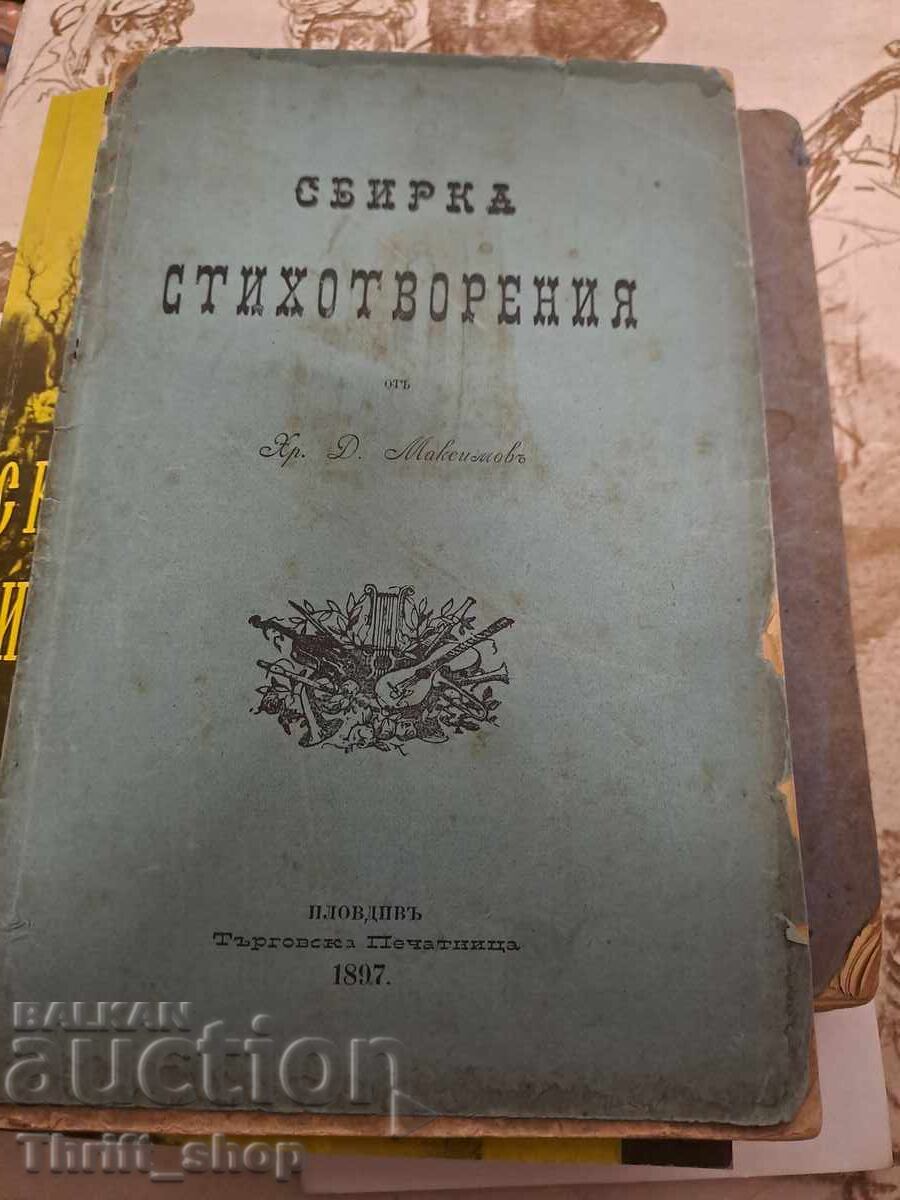 СБИРКА
СТИХОТВОРЕНИЯ
отъ
Хр. Д. Максимовъ
ПЛОВДИВЪ
Търговска Печатница
1897.
BALKAN
auction
Thrift_shop